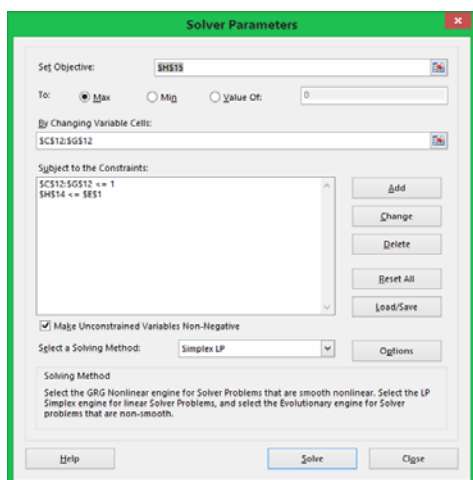 Solver Parameters
Set Objective: $H$15
To: Max Min Value Of: 0
By Changing Variable Cells:
$C$12:$G$12
Subject to the Constraints:
$C$12:$G$12 <= 1
$H$14 <= $E$1
Add
Change
Delete
Reset All
Load/Save
Make Unconstrained Variables Non-Negative
Select a Solving Method: Simplex LP Options
Solving Method
Select the GRG Nonlinear engine for Solver Problems that are smooth nonlinear. Select the LP
Simplex engine for linear Solver Problems, and select the Evolutionary engine for Solver
problems that are non-smooth.
Help Solve Close